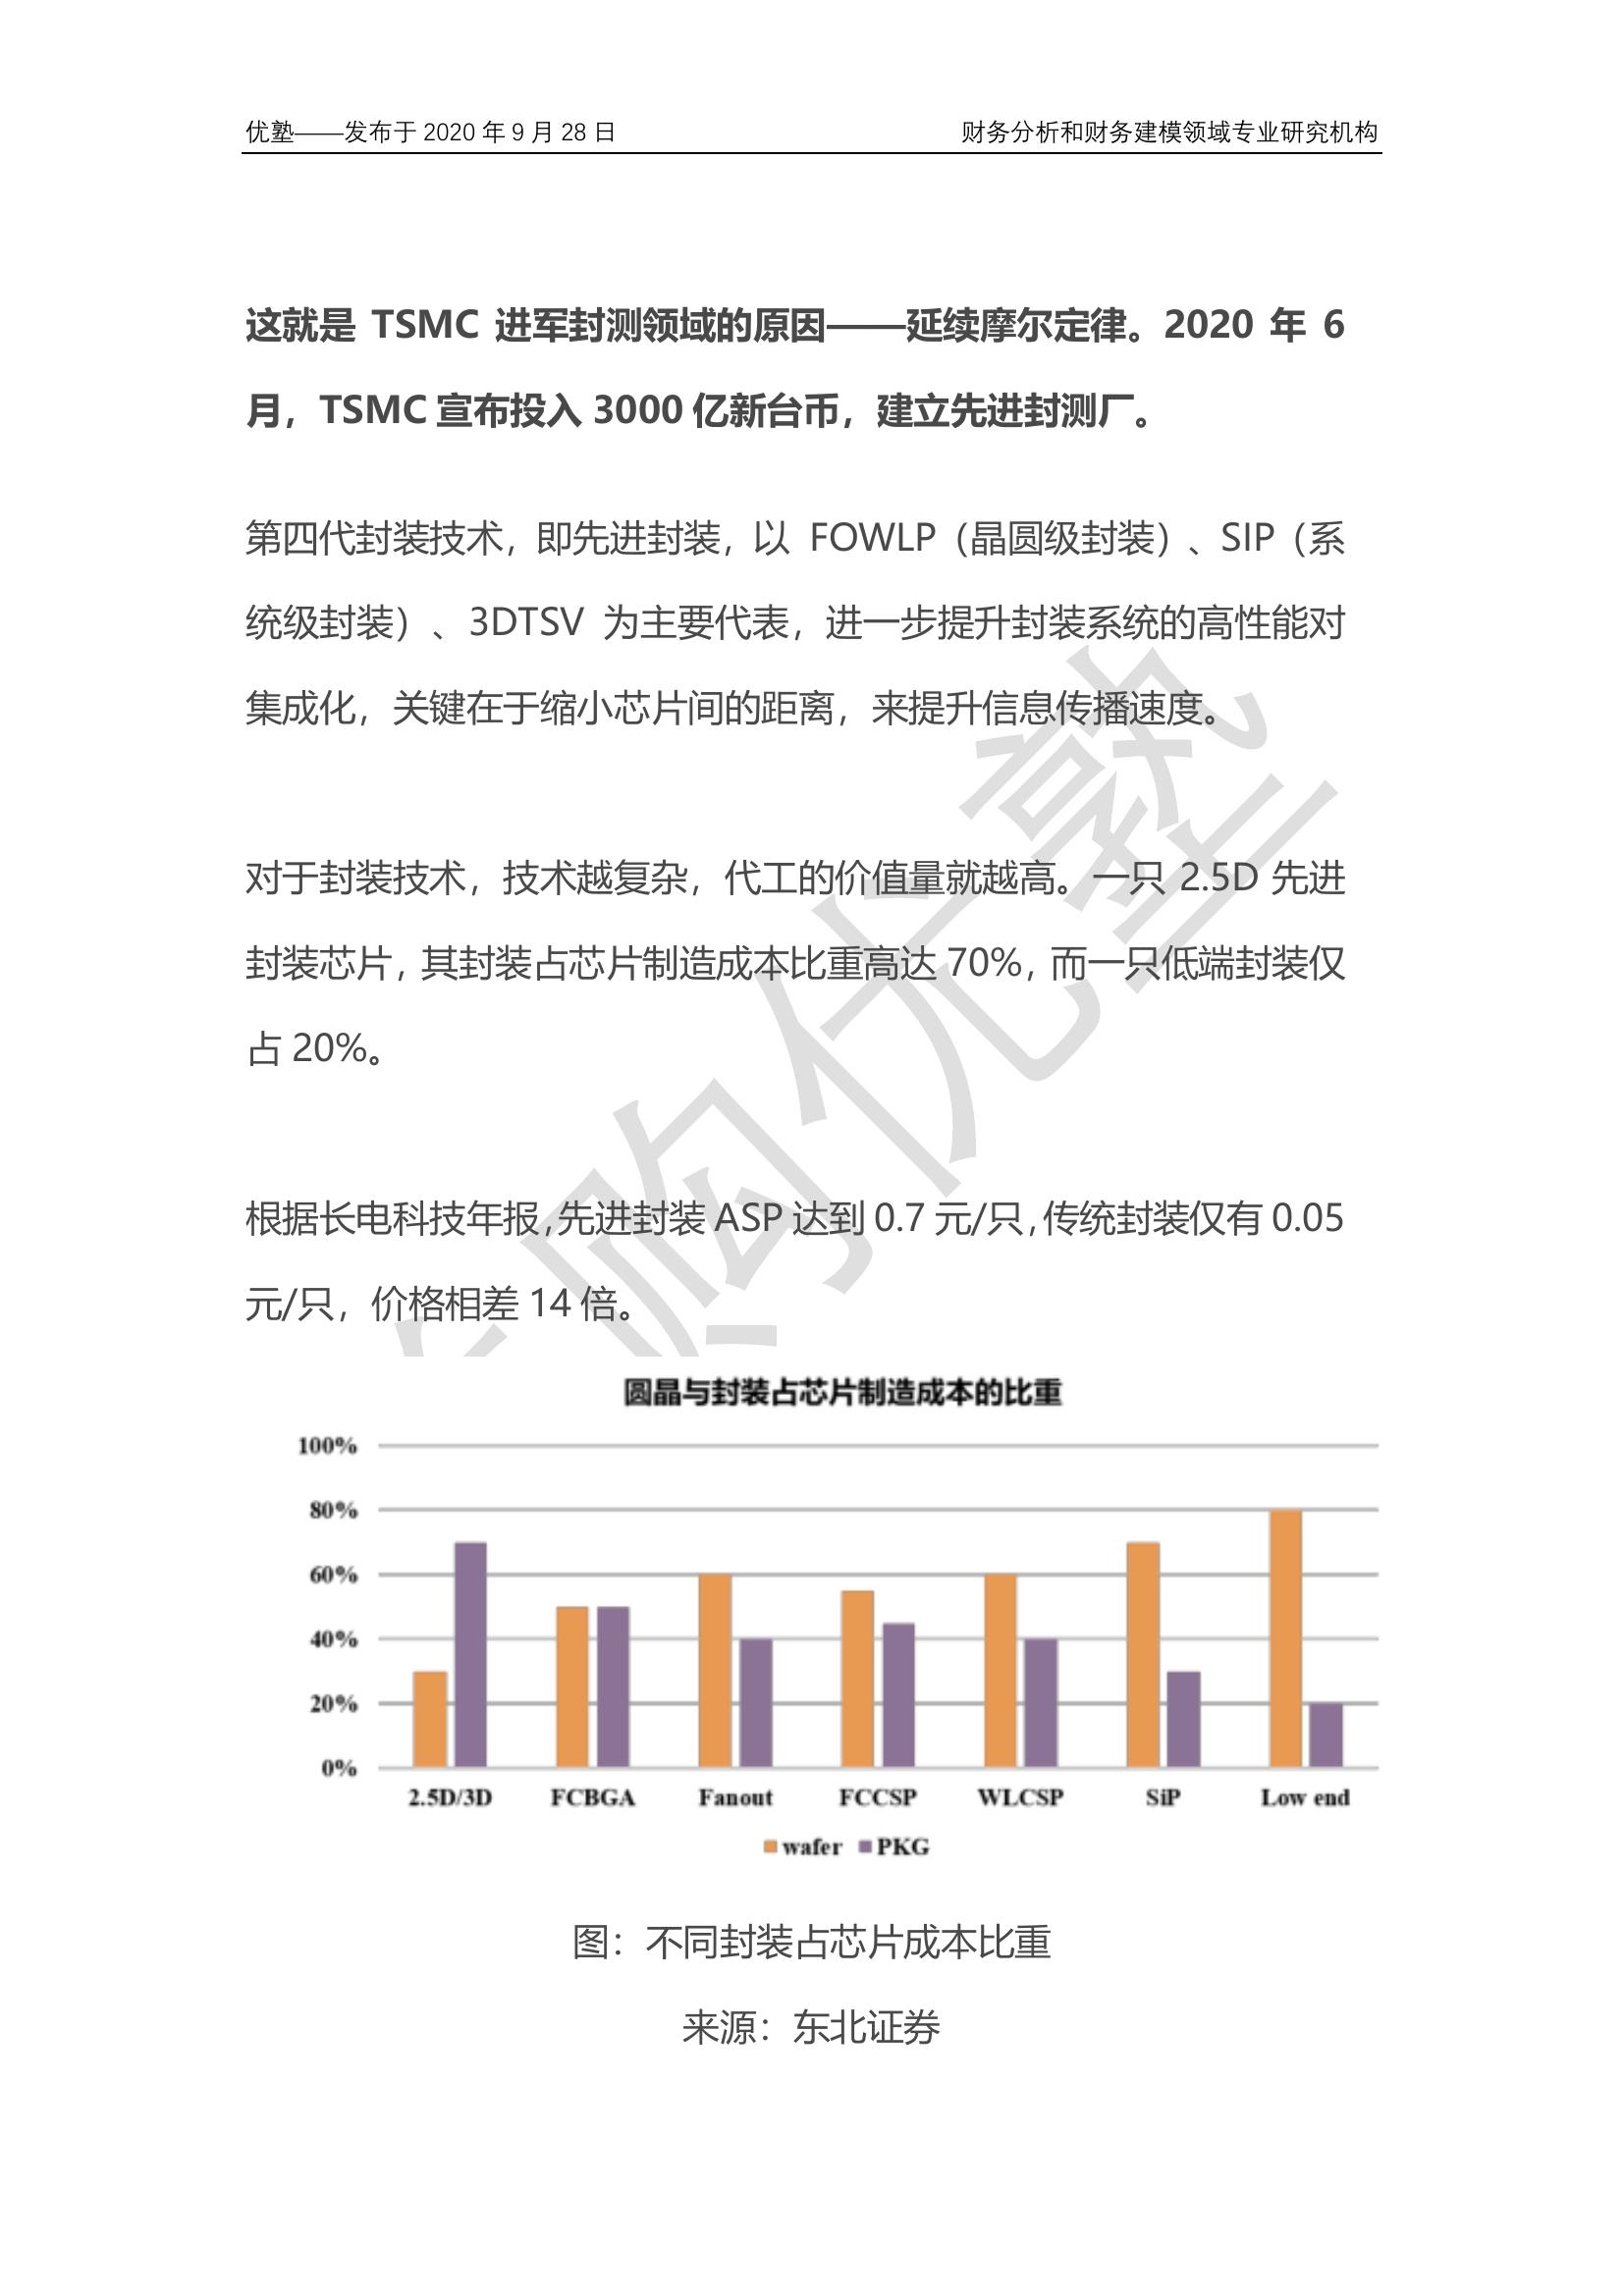 优塾——发布于 2020 年 9 月 28 日 财务分析和财务建模领域专业研究机构
这就是 TSMC 进军封测领域的原因——延续摩尔定律。2020 年 6
月，TSMC 宣布投入 3000 亿新台币，建立先进封测厂。
第四代封装技术，即先进封装，以 FOWLP（晶圆级封装）、SIP（系
统级封装）、3DTSV 为主要代表，进一步提升封装系统的高性能对
集成化，关键在于缩小芯片间的距离，来提升信息传播速度。
对于封装技术，技术越复杂，代工的价值量就越高。一只 2.5D 先进
封装芯片，其封装占芯片制造成本比重高达 70%，而一只低端封装仅
占 20%。
根据长电科技年报，先进封装 ASP 达到 0.7 元/只，传统封装仅有 0.05
元/只，价格相差 14 倍。
购优塾
圆晶与封装占芯片制造成本的比重
100%
80%
60%
40%
20%
0%
2.5D/3D FCBGA Fanout FCCSP WLCSP SiP Low end
wafer PKG
图：不同封装占芯片成本比重
来源：东北证券